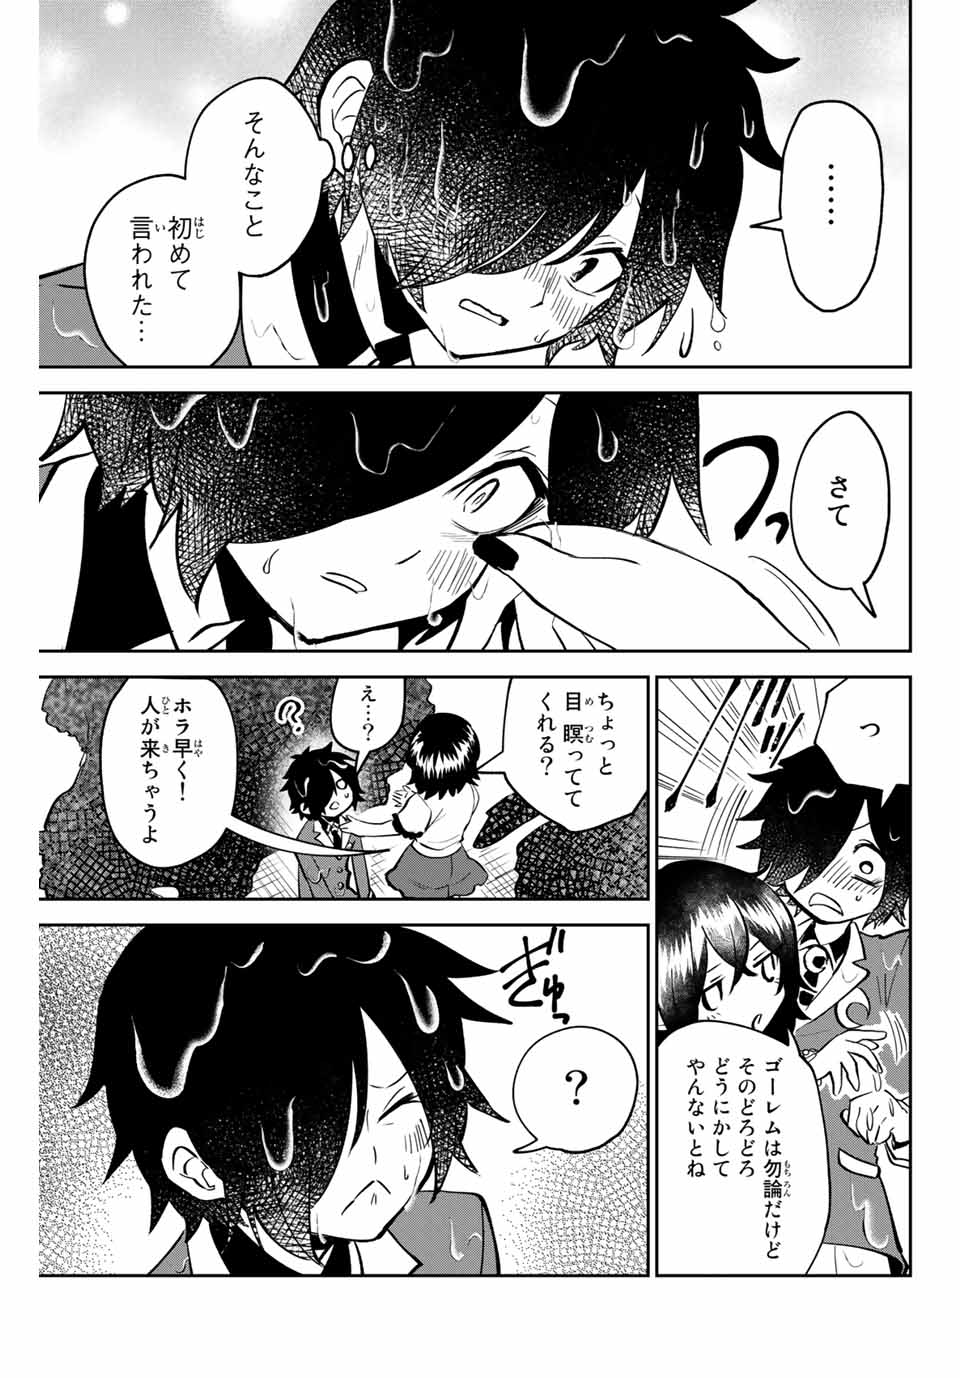 ……
そんなこと
初めて
言われた…
さて
つっ
っ
ゴーレムは勿論だけど
そのどろどろ
どうにかして
やんないとね
ちょっと
目瞑ってて
くれる?
え…?
?
ホラ早く!
人が来ちゃうよ
ぎゅっ
?